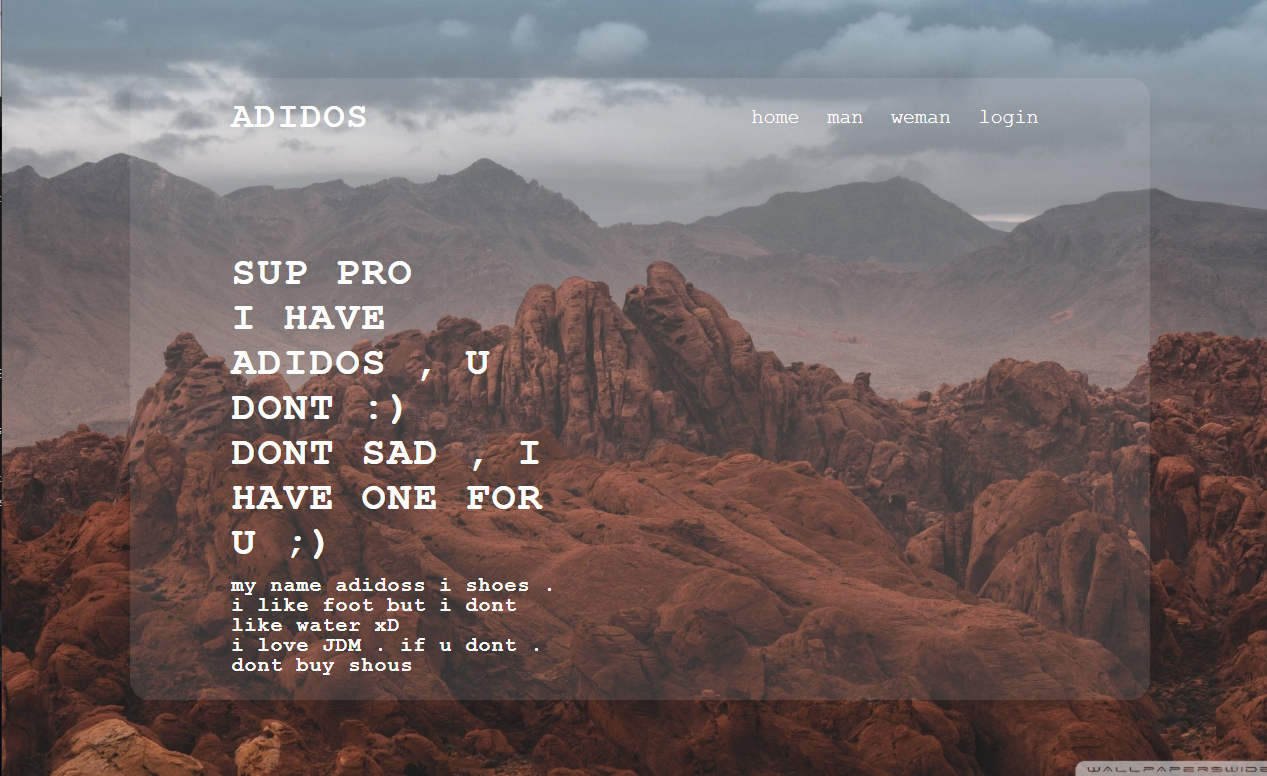 ADIDOS
home man weman login
SUP PRO
I HAVE
ADIDOS , U
DONT :)
DONT SAD , I
HAVE ONE FOR
U ;)
my name adidoss i shoes .
i like foot but i dont
like water xD
i love JDM . if u dont .
dont buy shous